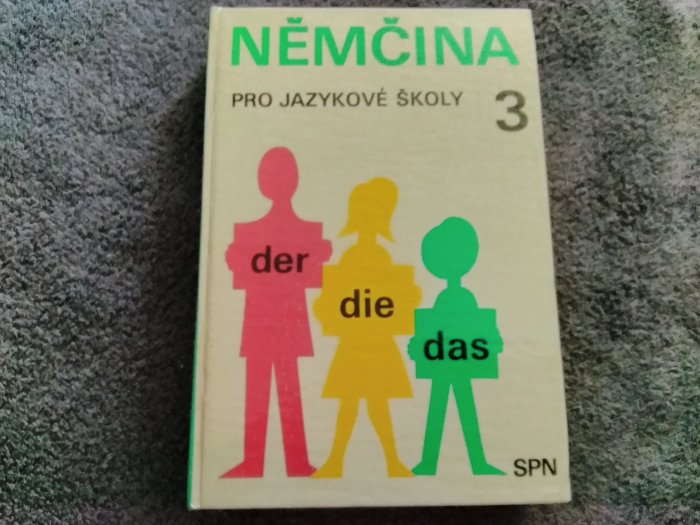 NĚMČINA
PRO JAZYKOVÉ ŠKOLY
3
der
die
das
SPN